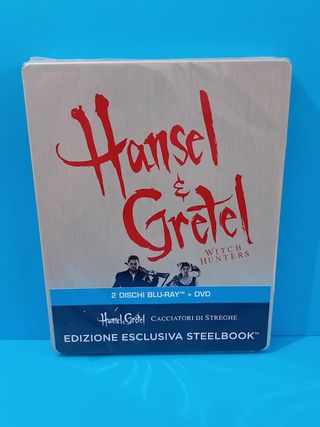 Hansel
&
Gretel
WITCH
HUNTERS
2 DISCHI BLU-RAY™ + DVD
Hansel & Gretel CACCIATORI DI STREGHE
EDIZIONE ESCLUSIVA STEELBOOK™